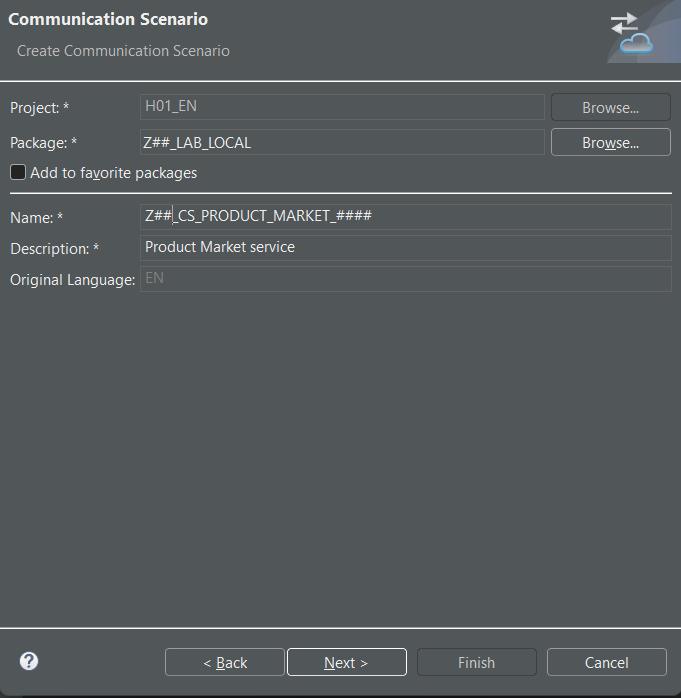 Communication Scenario
Create Communication Scenario
Project: * H01_EN Browse...
Package: * Z##_LAB_LOCAL Browse...
Add to favorite packages
Name: * Z##_CS_PRODUCT_MARKET_####
Description: * Product Market service
Original Language: EN
? < Back Next > Finish Cancel